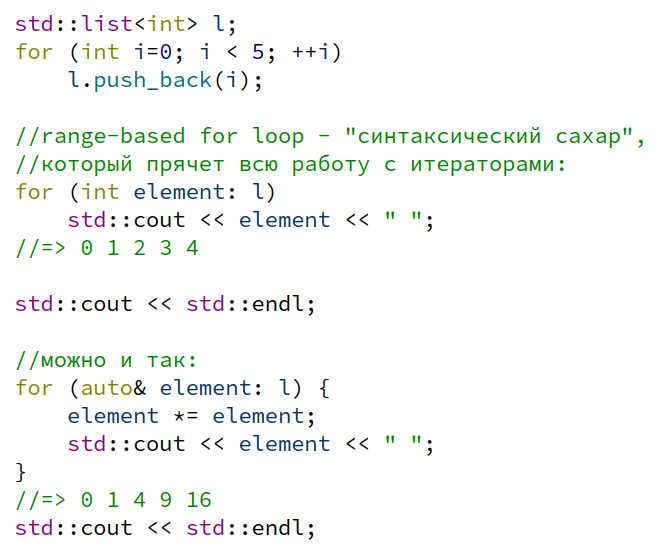 std::list<int> l;
for (int i=0; i < 5; ++i)
    l.push_back(i);

//range-based for loop - "синтаксический сахар",
//который прячет всю работу с итераторами:
for (int element: l)
    std::cout << element << " ";
//=> 0 1 2 3 4

std::cout << std::endl;

//можно и так:
for (auto& element: l) {
    element *= element;
    std::cout << element << " ";
}
//=> 0 1 4 9 16
std::cout << std::endl;